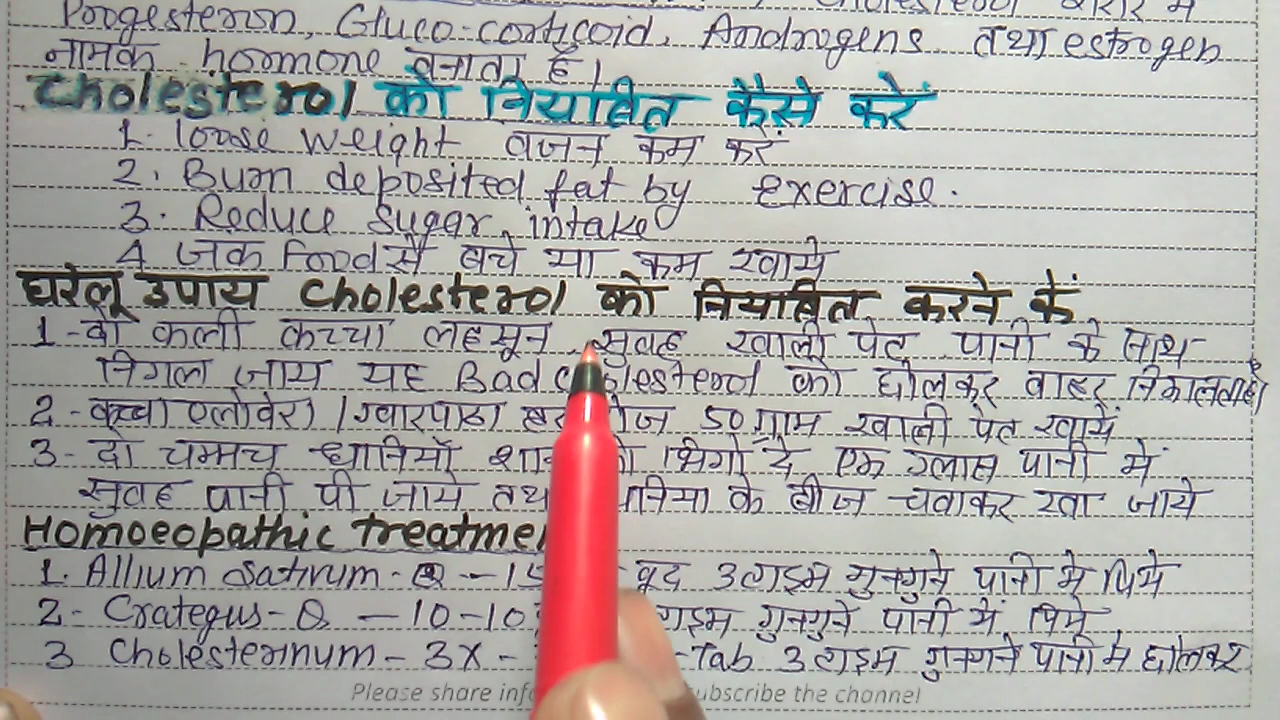 Progesteron, Gluco-corticoid, Androgens तथा estrogen
नामक hormone बनाता है।
Cholesterol को नियंत्रित कैसे करें
1- loose weight वजन कम करें
2. Burn deposited fat by exercise.
3. Reduce sugar intake
4 जंक Food से बचे या कम खाये
घरेलू उपाय Cholesterol को नियंत्रित करने के
1-दो कली कच्चा लहसून सुबह खाली पेट पानी के साथ
निगल जाय यह Bad Cholesterol को घोलकर बाहर निकालता है।
2- कच्चा एलोवेरा/ग्वारपाठा हर रोज 50 ग्राम खाली पेट खायें
3- दो चम्मच धानियाँ शाम को भिगो दे एक ग्लास पानी में
सुबह पानी पी जाये तथा धनिया के बीज चबाकर खा जाये
Homoeopathic treatmen
1. Allium Sativum-Q -15 बूद 3 टाइम गुनगुने पानी मे पिये
2- Crategus-Q - 10-10 टाइम गुनगुने पानी में पिये
3 Cholesterinum- 3X - -Tab 3 टाइम गुनगुने पानी मे घोलकर
Please share info ubscribe the channel